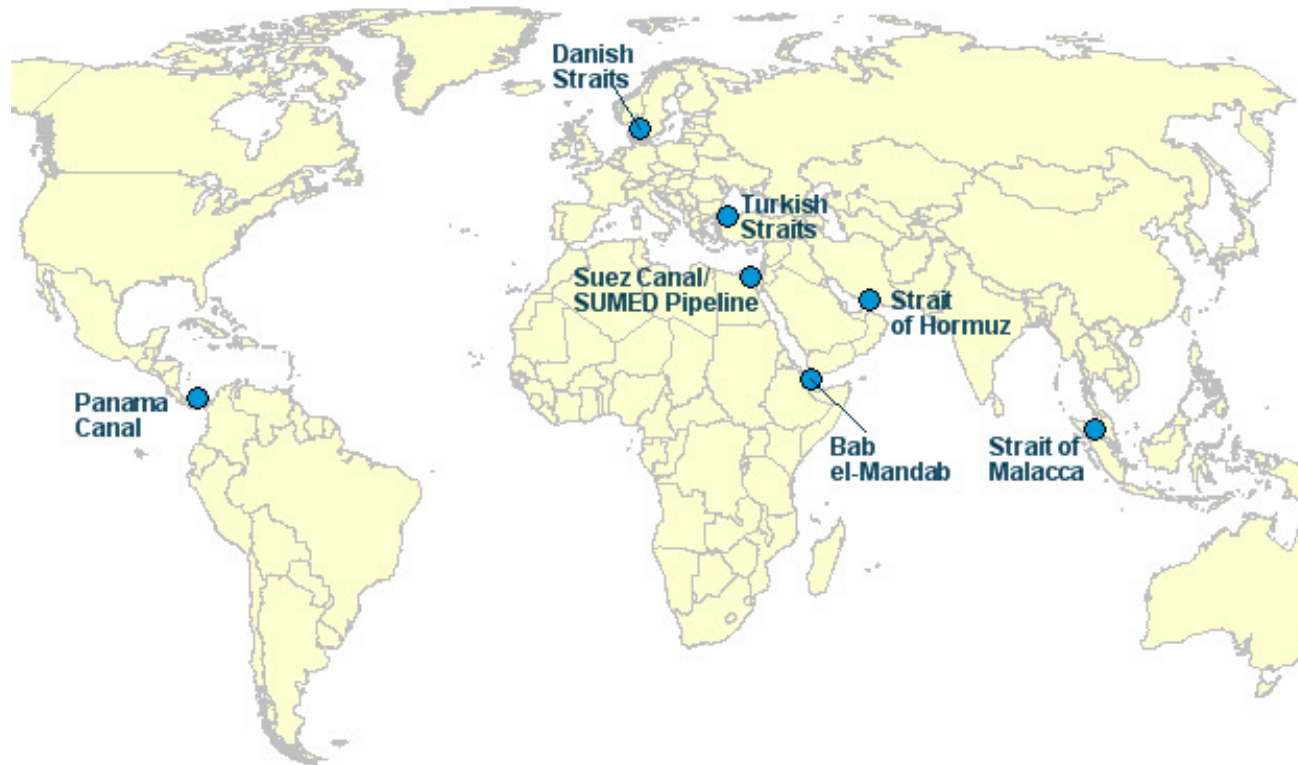 Danish
Straits
Turkish
Straits
Suez Canal/
SUMED Pipeline
Strait
of Hormuz
Panama
Canal
Bab
el-Mandab
Strait of
Malacca